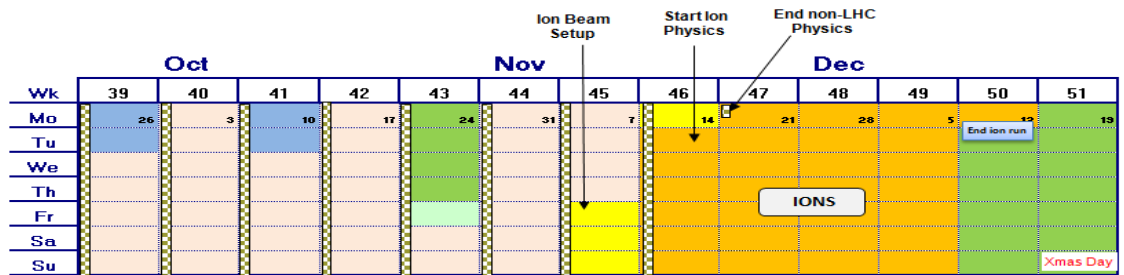 Ion Beam
Setup
Start Ion
Physics
End non-LHC
Physics
Oct Nov Dec
Wk 39 40 41 42 43 44 45 46 47 48 49 50 51
Mo 26 3 10 17 24 31 7 14 21 28 5 12 19
Tu End ion run
We
Th
IONS
Fr
Sa
Su Xmas Day